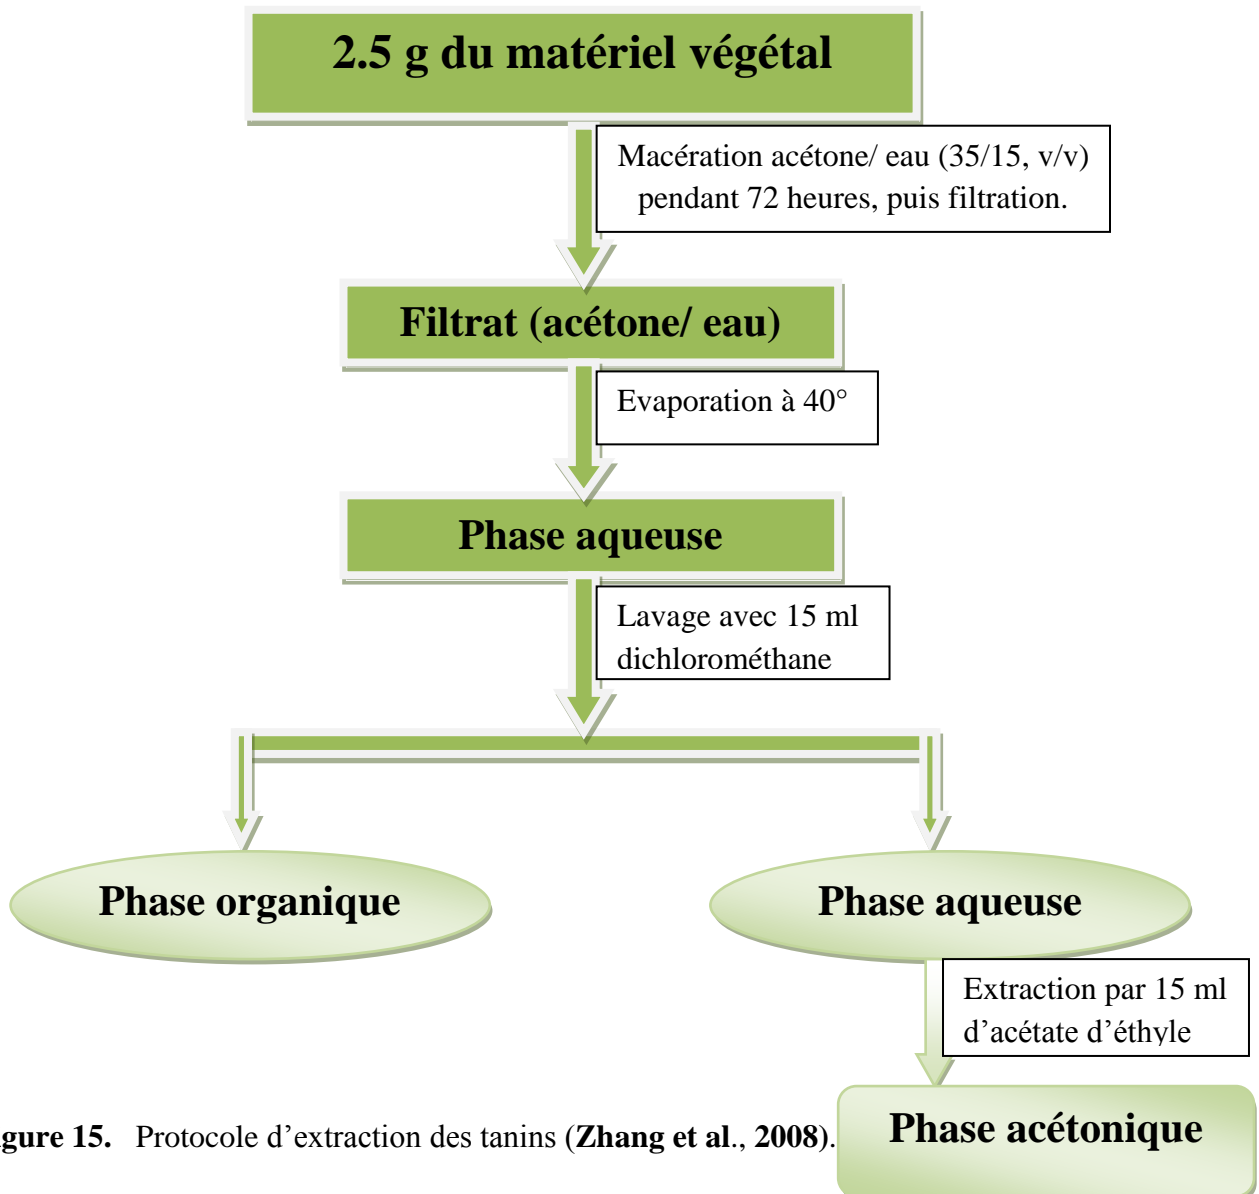 2.5 g du matériel végétal
Macération acétone/ eau (35/15, v/v)
pendant 72 heures, puis filtration.
Filtrat (acétone/ eau)
Evaporation à 40°
Phase aqueuse
Lavage avec 15 ml
dichlorométhane
Phase organique
Phase aqueuse
Extraction par 15 ml
d’acétate d’éthyle
Phase acétonique
gure 15. Protocole d’extraction des tanins (Zhang et al., 2008).